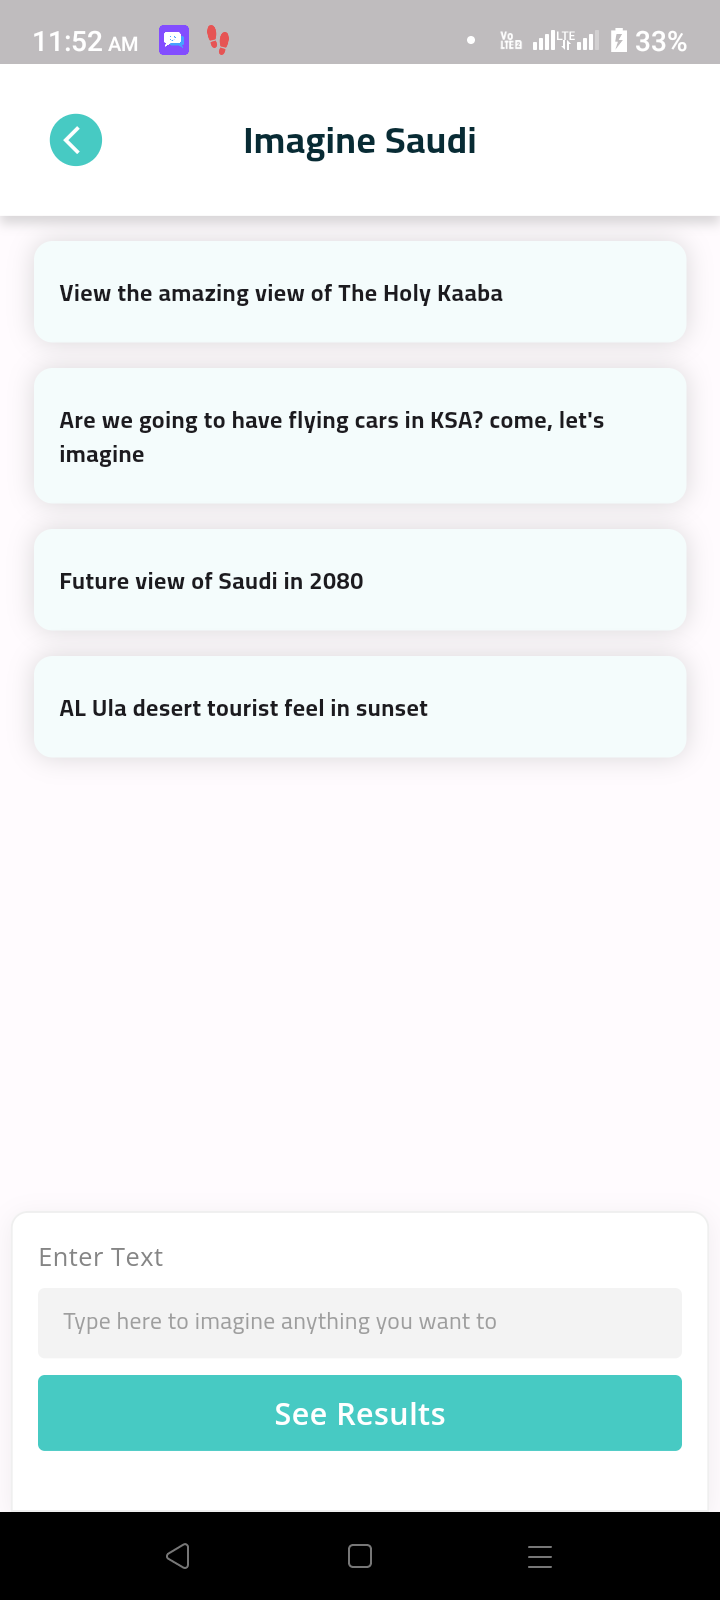 11:52 AM
Vo LTE LTE 33%
Imagine Saudi
View the amazing view of The Holy Kaaba
Are we going to have flying cars in KSA? come, let's
imagine
Future view of Saudi in 2080
AL Ula desert tourist feel in sunset
Enter Text
Type here to imagine anything you want to
See Results